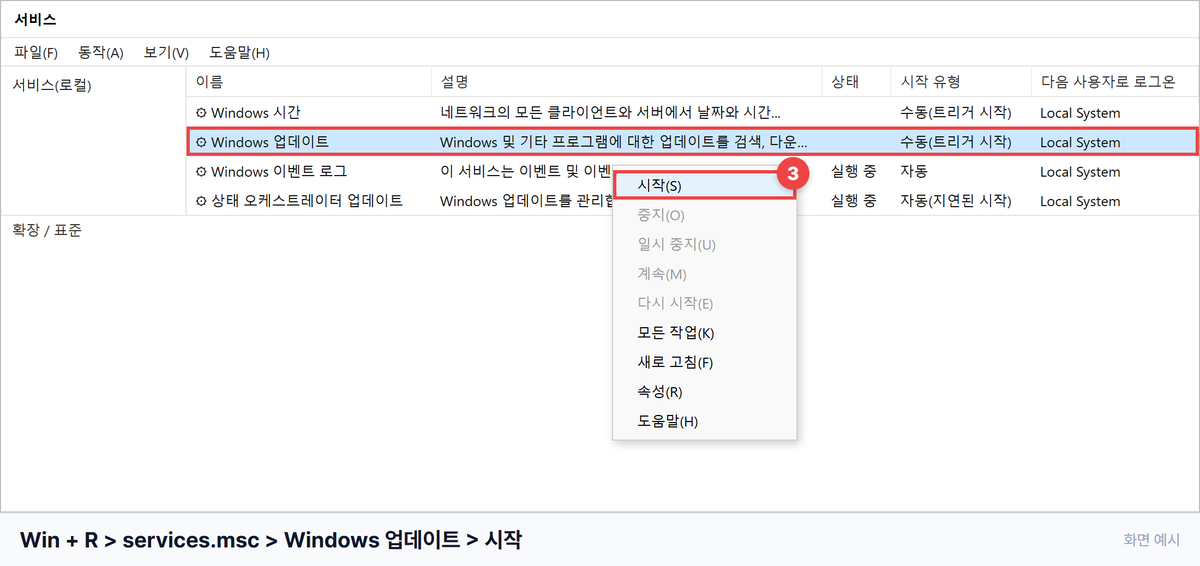 서비스
파일(F) 동작(A) 보기(V) 도움말(H)
서비스(로컬)
이름 설명 상태 시작 유형 다음 사용자로 로그온
Windows 시간 네트워크의 모든 클라이언트와 서버에서 날짜와 시간... 수동(트리거 시작) Local System
Windows 업데이트 Windows 및 기타 프로그램에 대한 업데이트를 검색, 다운... 수동(트리거 시작) Local System
Windows 이벤트 로그 이 서비스는 이벤트 및 이벤 실행 중 자동 Local System
상태 오케스트레이터 업데이트 Windows 업데이트를 관리합 실행 중 자동(지연된 시작) Local System
확장 / 표준
3
시작(S)
중지(O)
일시 중지(U)
계속(M)
다시 시작(E)
모든 작업(K)
새로 고침(F)
속성(R)
도움말(H)
Win + R > services.msc > Windows 업데이트 > 시작
화면 예시